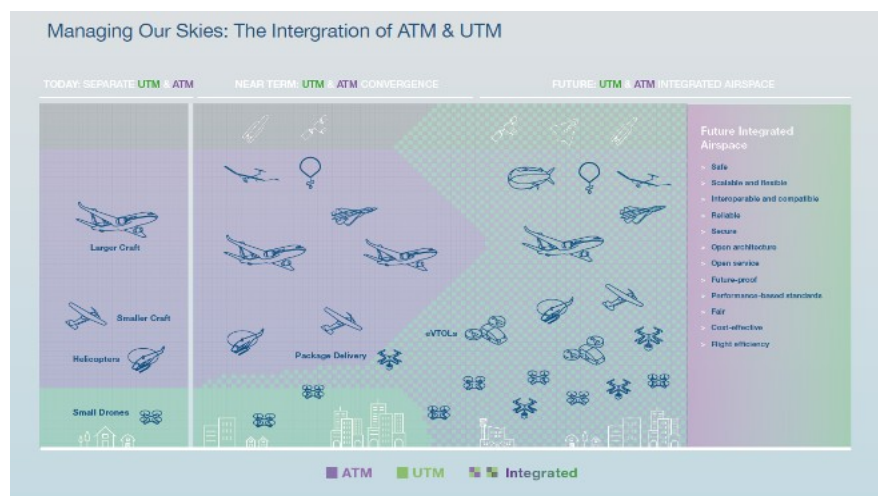 Managing Our Skies: The Intergration of ATM & UTM
TODAY: SEPARATE UTM & ATM
NEAR TERM: UTM & ATM CONVERGENCE
FUTURE: UTM & ATM INTEGRATED AIRSPACE
Larger Craft
Smaller Craft
Helicopters
Small Drones
Package Delivery
eVTOLs
Future Integrated
Airspace
> Safe
> Scalable and flexible
> Interoperable and compatible
> Reliable
> Secure
> Open architecture
> Open service
> Future-proof
> Performance-based standards
> Fair
> Cost-effective
> Flight efficiency
ATM
UTM
Integrated